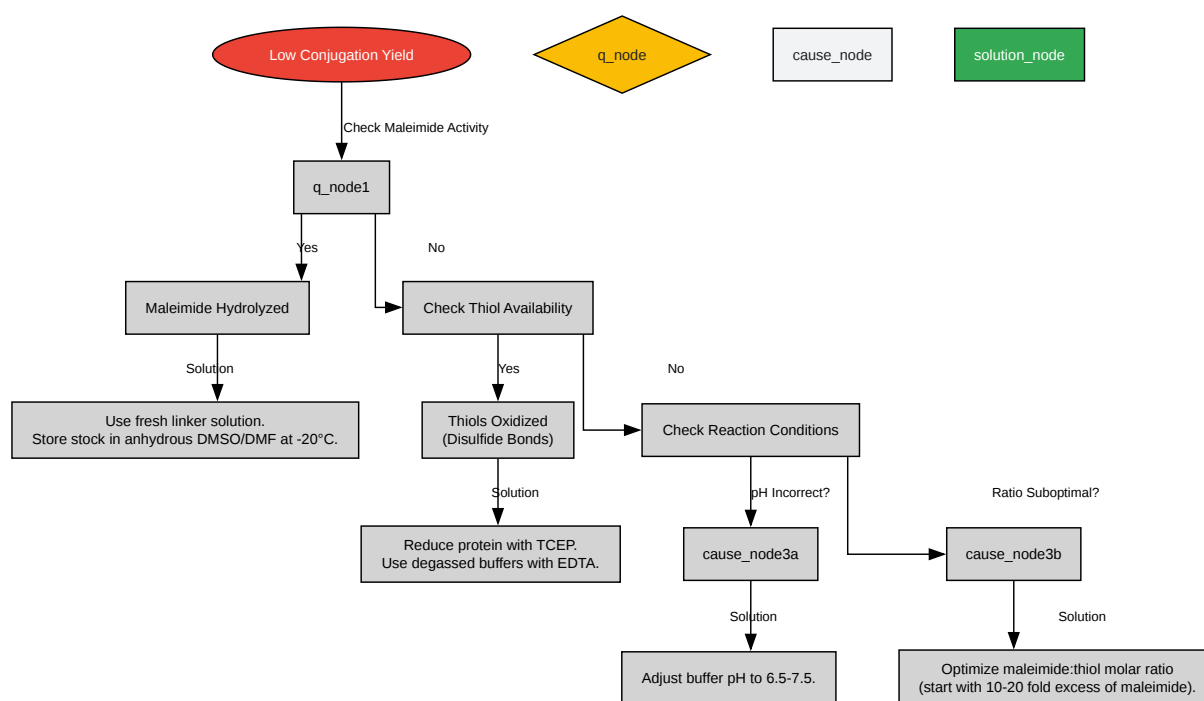 Low Conjugation Yield
q_node
cause_node
solution_node
Check Maleimide Activity
q_node1
Yes
No
Maleimide Hydrolyzed
Check Thiol Availability
Solution
Yes
No
Use fresh linker solution.
Store stock in anhydrous DMSO/DMF at -20°C.
Thiols Oxidized
(Disulfide Bonds)
Check Reaction Conditions
Solution
pH Incorrect?
Ratio Suboptimal?
Reduce protein with TCEP.
Use degassed buffers with EDTA.
cause_node3a
cause_node3b
Solution
Solution
Adjust buffer pH to 6.5-7.5.
Optimize maleimide:thiol molar ratio
(start with 10-20 fold excess of maleimide).